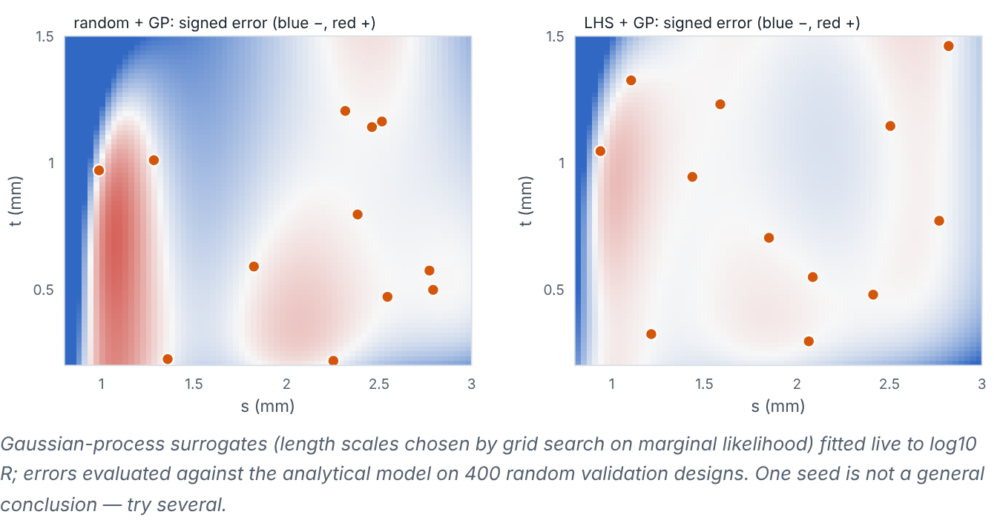 random + GP: signed error (blue −, red +)
LHS + GP: signed error (blue −, red +)
1.5
1
0.5
t (mm)
1
1.5
2
2.5
3
s (mm)
1.5
1
0.5
t (mm)
1
1.5
2
2.5
3
s (mm)
Gaussian-process surrogates (length scales chosen by grid search on marginal likelihood) fitted live to log10
R; errors evaluated against the analytical model on 400 random validation designs. One seed is not a general
conclusion — try several.